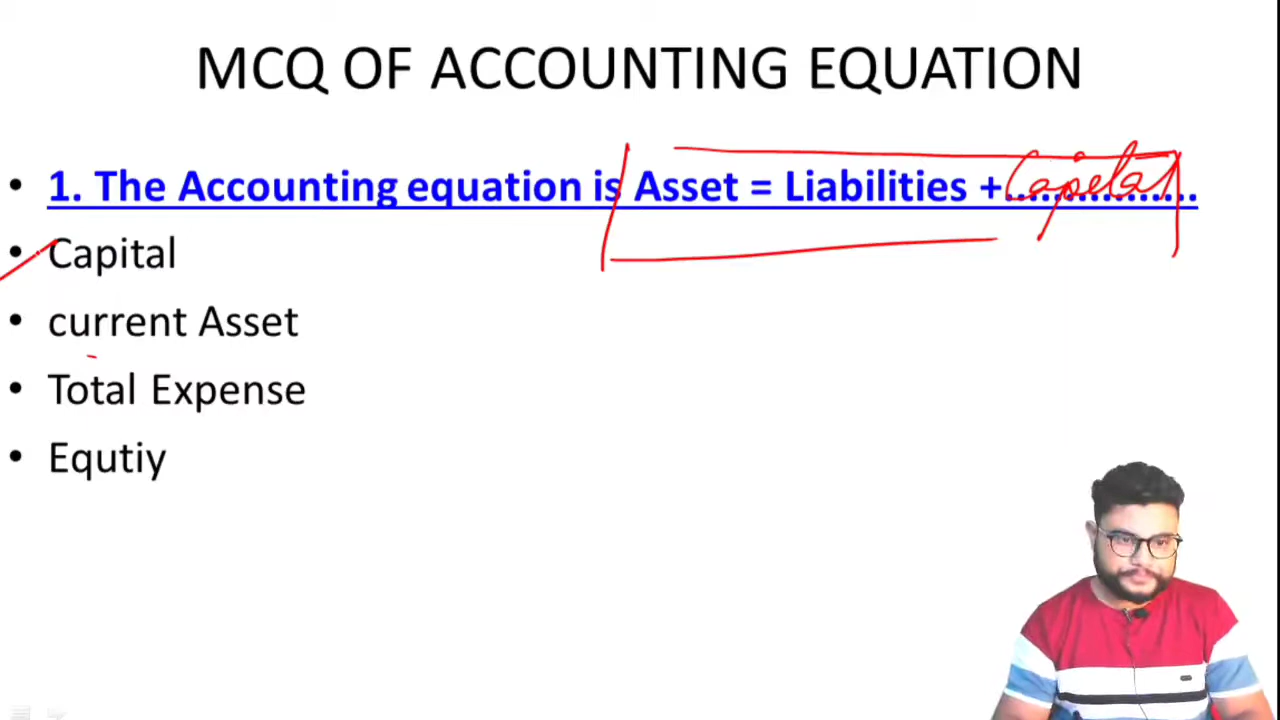 MCQ OF ACCOUNTING EQUATION
• 1. The Accounting equation is Asset = Liabilities +................. Capital
• Capital
• current Asset
• Total Expense
• Equtiy